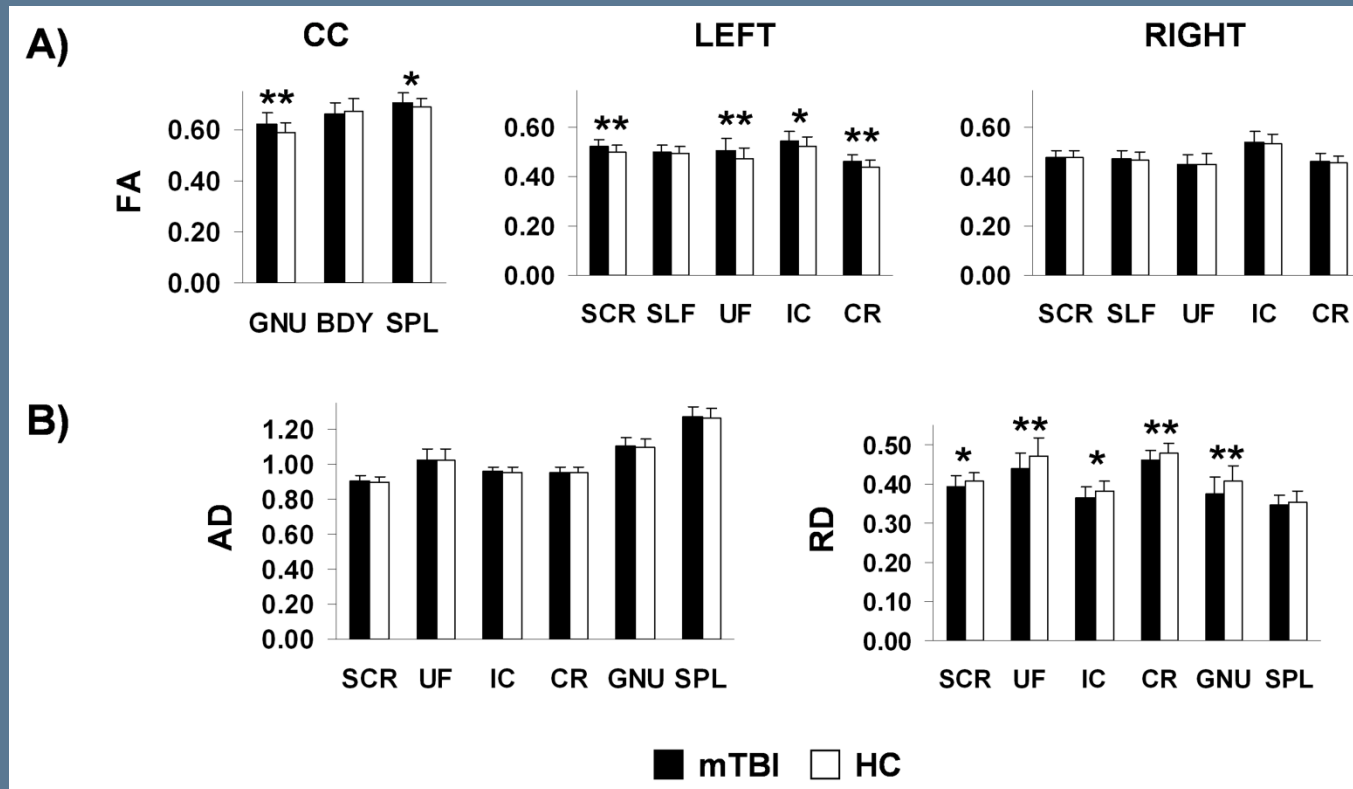 A)
CC
LEFT
RIGHT
** *
** ** * **
FA
0.60
0.40
0.20
0.00
GNU BDY SPL
0.60
0.40
0.20
0.00
SCR SLF UF IC CR
0.60
0.40
0.20
0.00
SCR SLF UF IC CR
B)
AD
1.20
1.00
0.80
0.60
0.40
0.20
0.00
SCR UF IC CR GNU SPL
* ** * ** **
RD
0.50
0.40
0.30
0.20
0.10
0.00
SCR UF IC CR GNU SPL
mTBI HC